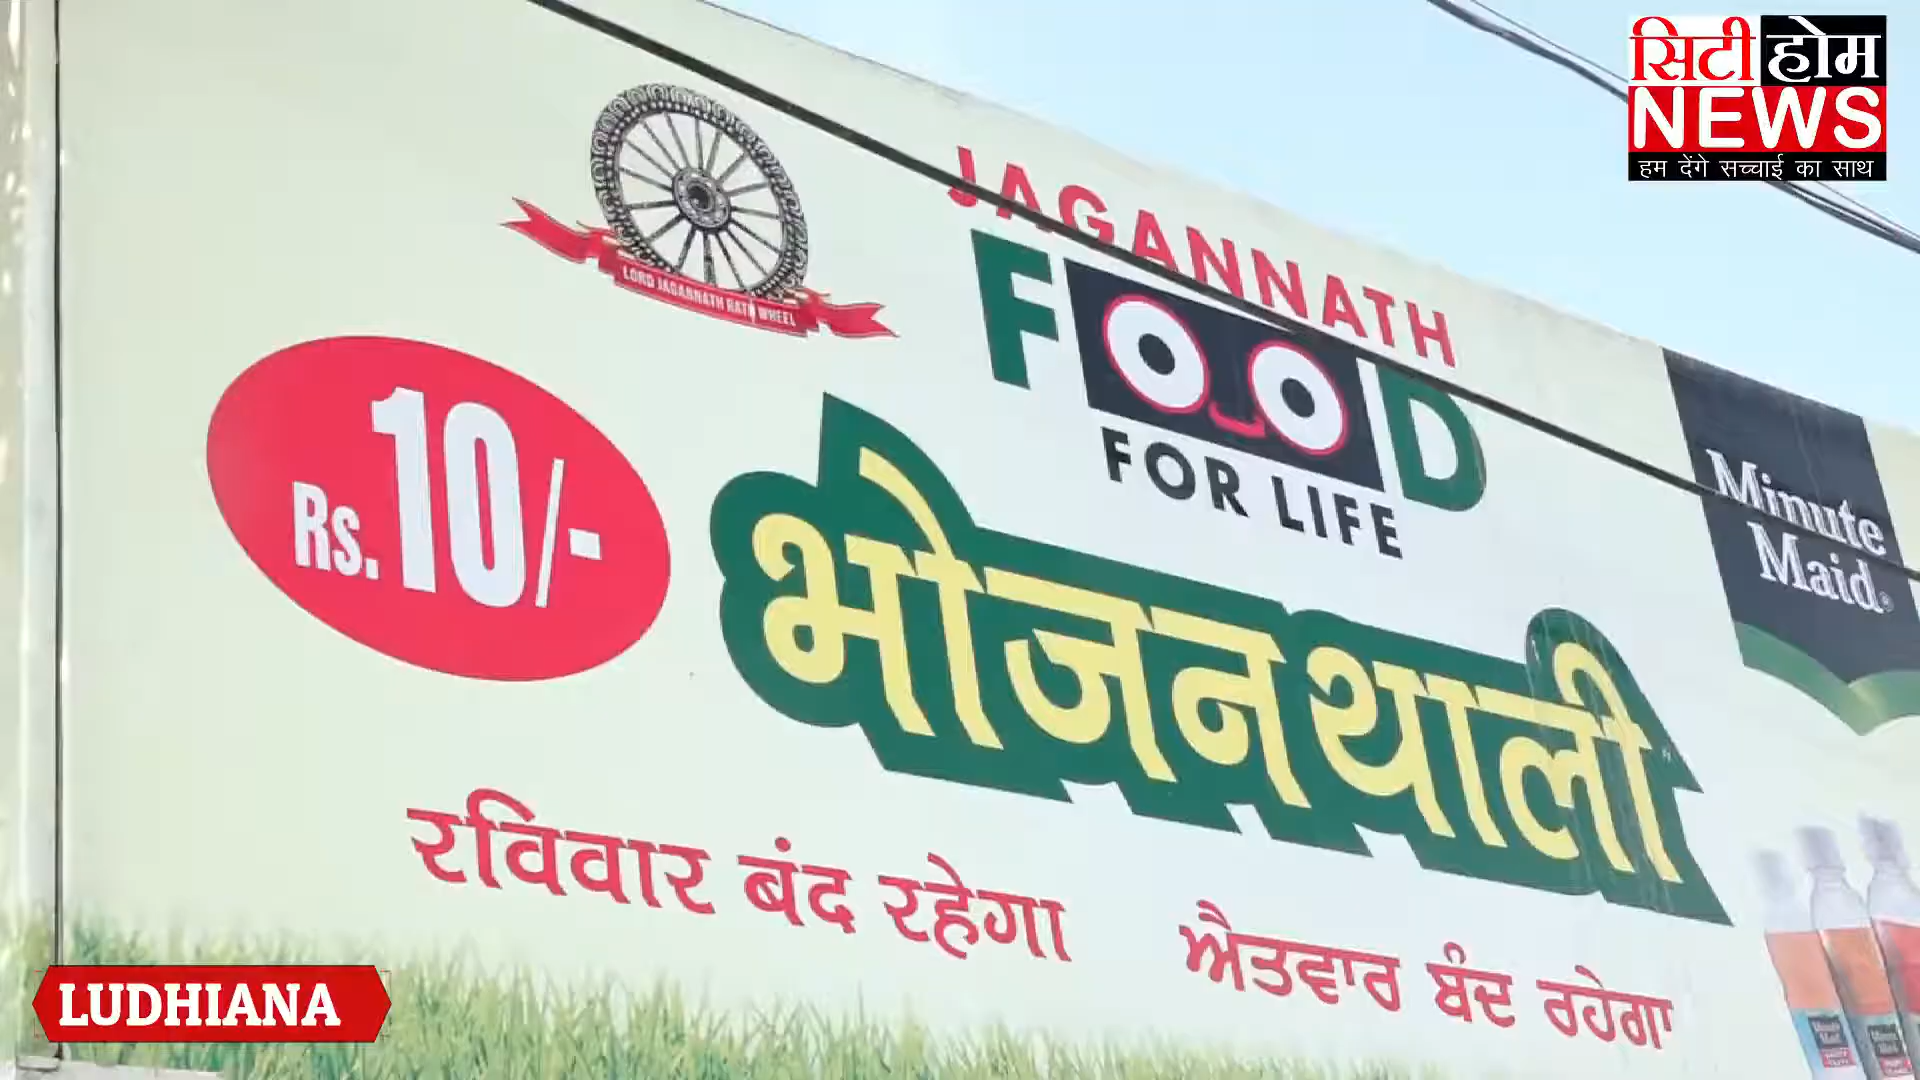 सिटी होम
NEWS
हम देंगे सच्चाई का साथ
JAGANNATH
FOOD
FOR LIFE
LORD JAGANNATH RATH WHEEL
Rs. 10/-
भोजन थाली
Minute
Maid
रविवार बंद रहेगा
ਐਤਵਾਰ ਬੰਦ ਰਹੇਗਾ
LUDHIANA